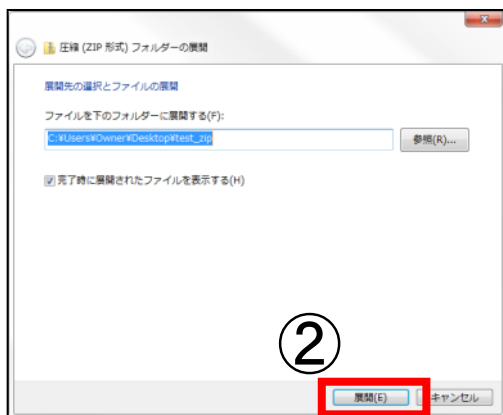 圧縮 (ZIP 形式) フォルダーの展開
展開先の選択とファイルの展開
ファイルを下のフォルダーに展開する(F):
C:¥Users¥Owner¥Desktop¥test_zip
参照(R)...
完了時に展開されたファイルを表示する(H)
②
展開(E)
キャンセル